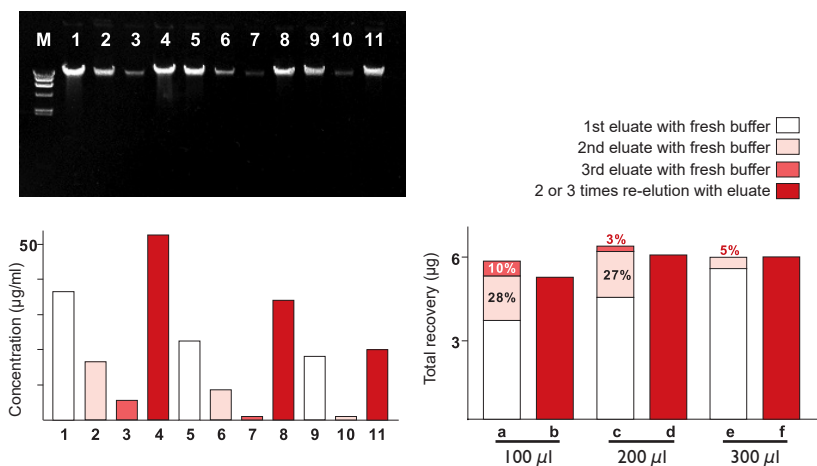 M 1 2 3 4 5 6 7 8 9 10 11
1st eluate with fresh buffer
2nd eluate with fresh buffer
3rd eluate with fresh buffer
2 or 3 times re-elution with eluate
Concentration (µg/ml)
50
1 2 3 4 5 6 7 8 9 10 11
Total recovery (µg)
6
3
10%
28%
3%
27%
5%
a b c d e f
100 µl 200 µl 300 µl